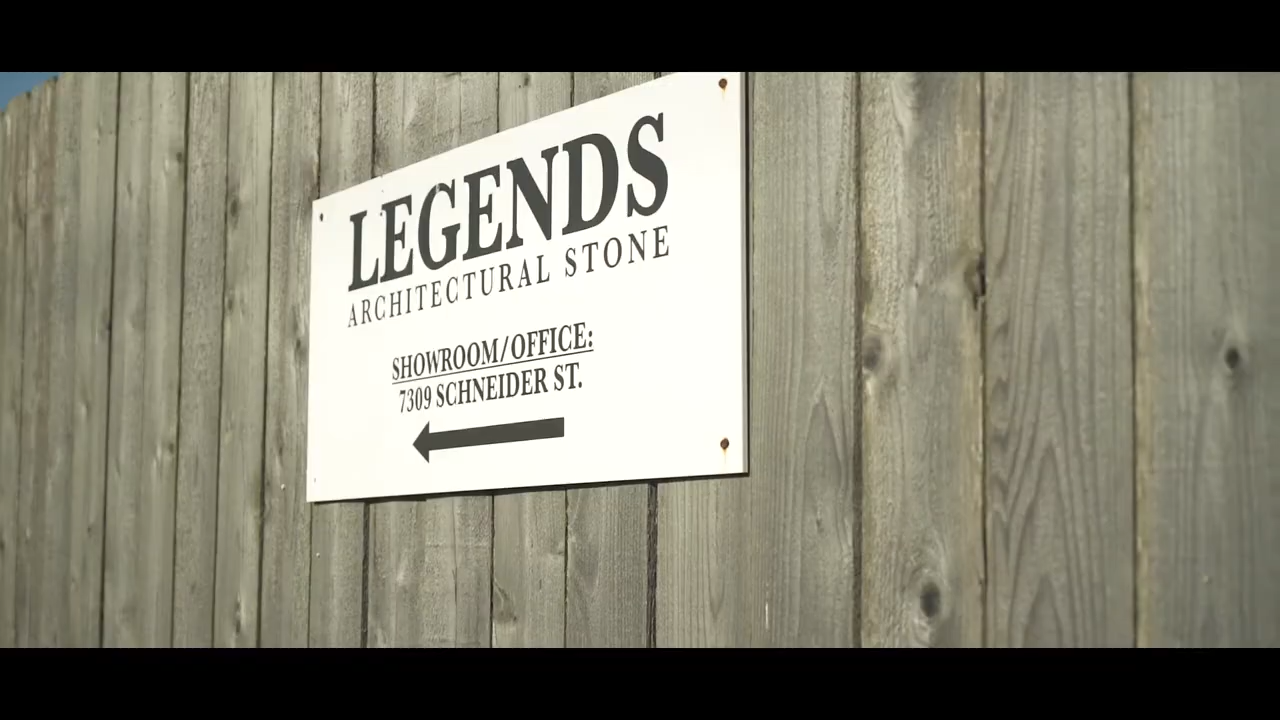 LEGENDS
ARCHITECTURAL STONE
SHOWROOM/OFFICE:
7309 SCHNEIDER ST.